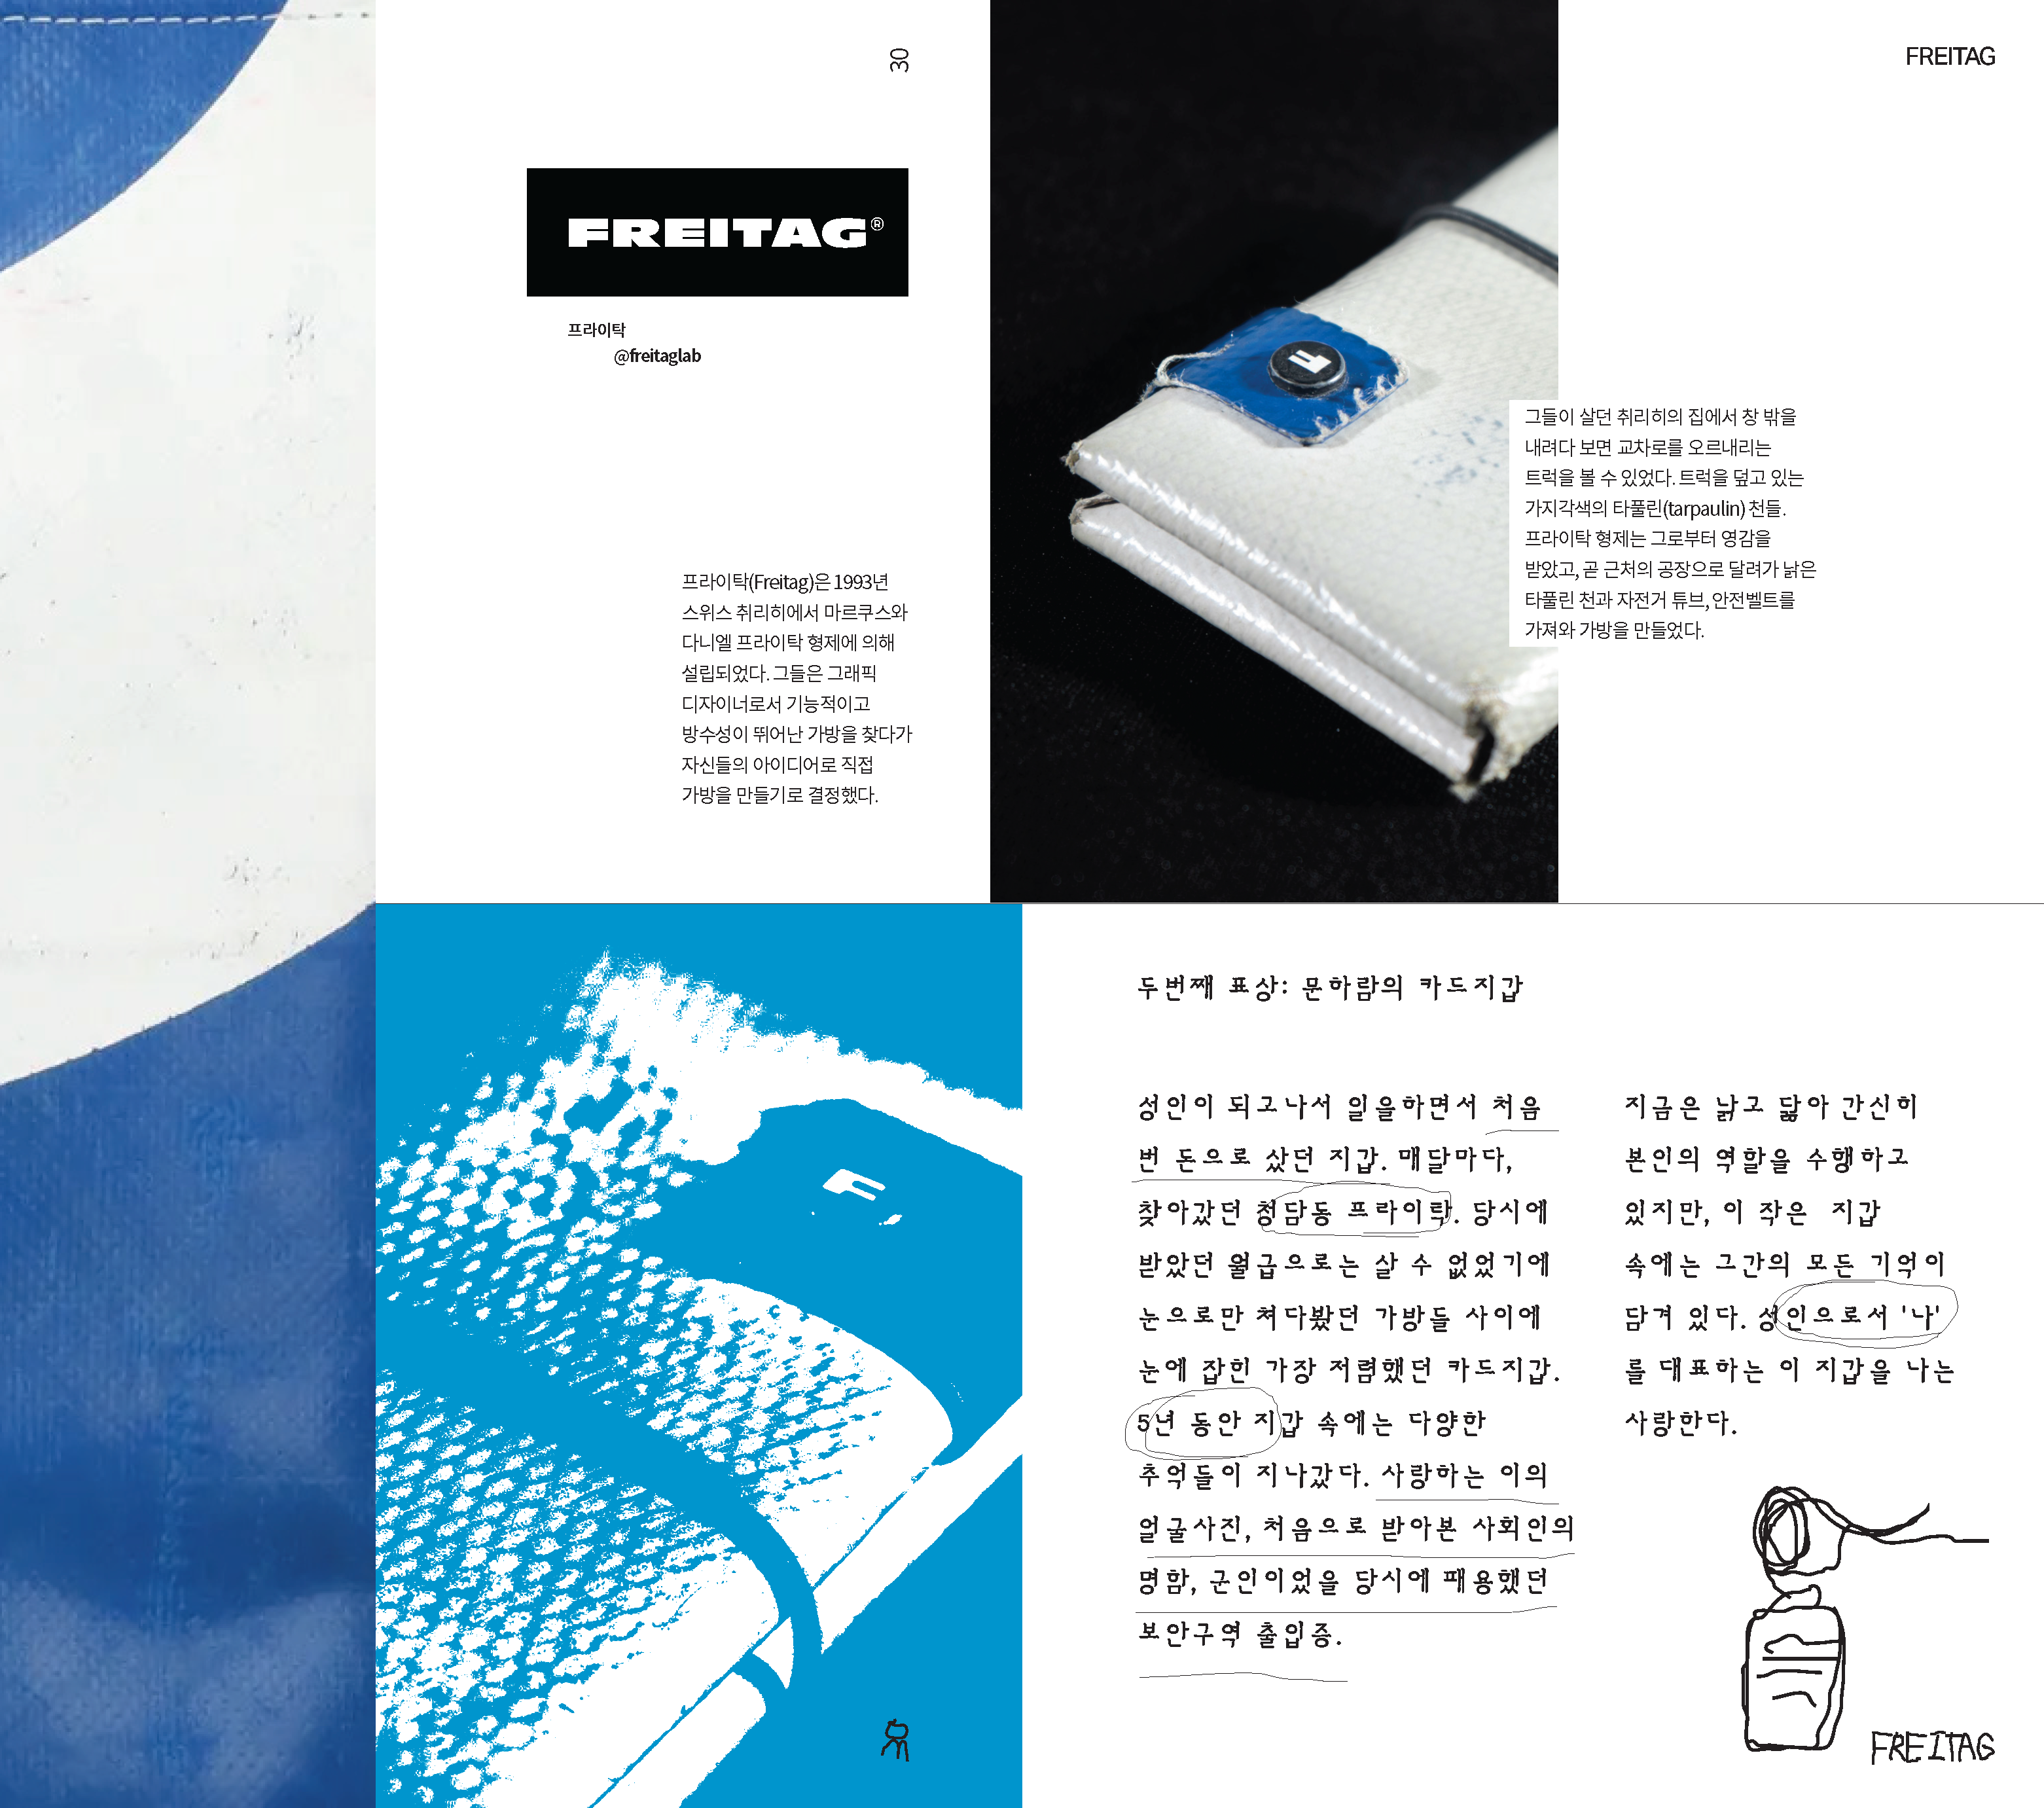 30
FREITAG®
프라이탁
@freitaglab
프라이탁(Freitag)은 1993년
스위스 취리히에서 마르쿠스와
다니엘 프라이탁 형제에 의해
설립되었다. 그들은 그래픽
디자이너로서 기능적이고
방수성이 뛰어난 가방을 찾다가
자신들의 아이디어로 직접
가방을 만들기로 결정했다.
FREITAG
F
그들이 살던 취리히의 집에서 창 밖을
내려다 보면 교차로를 오르내리는
트럭을 볼 수 있었다. 트럭을 덮고 있는
가지각색의 타풀린(tarpaulin) 천들.
프라이탁 형제는 그로부터 영감을
받았고, 곧 근처의 공장으로 달려가 낡은
타풀린 천과 자전거 튜브, 안전벨트를
가져와 가방을 만들었다.
F
두번째 표상: 문하람의 카드지갑
성인이 되고나서 일을하면서 처음
번 돈으로 샀던 지갑. 매달마다,
찾아갔던 청담동 프라이탁. 당시에
받았던 월급으로는 살 수 없었기에
눈으로만 쳐다봤던 가방들 사이에
눈에 잡힌 가장 저렴했던 카드지갑.
5년 동안 지갑 속에는 다양한
추억들이 지나갔다. 사랑하는 이의
얼굴사진, 처음으로 받아본 사회인의
명함, 군인이었을 당시에 패용했던
보안구역 출입증.
지금은 낡고 닳아 간신히
본인의 역할을 수행하고
있지만, 이 작은 지갑
속에는 그간의 모든 기억이
담겨 있다. 성인으로서 '나'
를 대표하는 이 지갑을 나는
사랑한다.
FREITAG